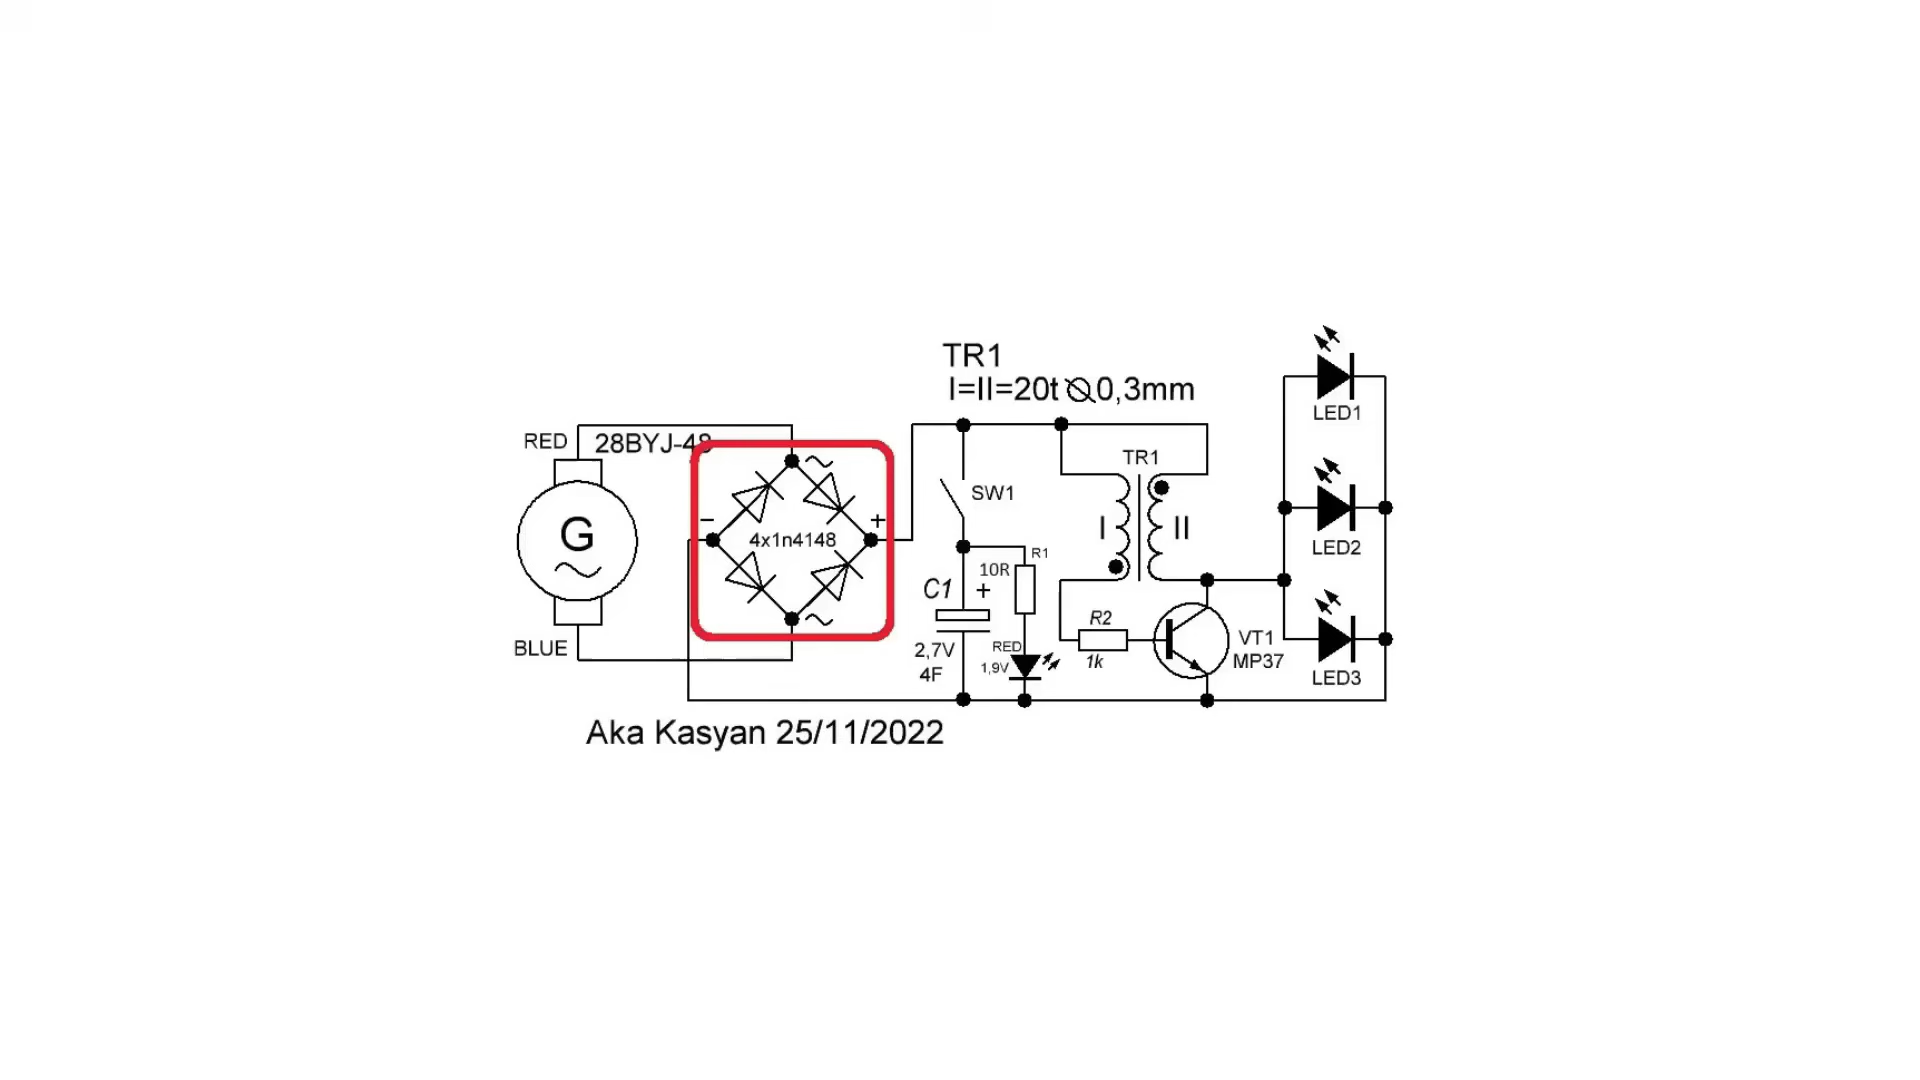 TR1
I=II=20t⌀0,3mm
RED
28BYJ-48
TR1
G
SW1
I
II
4x1n4148
R1
10R
C1
+
R2
1k
2,7V
4F
RED
1,9V
BLUE
VT1
MP37
LED1
LED2
LED3
Aka Kasyan 25/11/2022